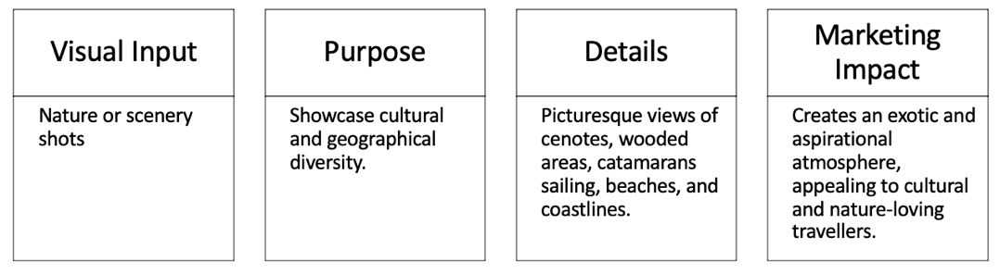 Visual Input
Nature or scenery
shots
Purpose
Showcase cultural
and geographical
diversity.
Details
Picturesque views of
cenotes, wooded
areas, catamarans
sailing, beaches, and
coastlines.
Marketing
Impact
Creates an exotic and
aspirational
atmosphere,
appealing to cultural
and nature-loving
travellers.